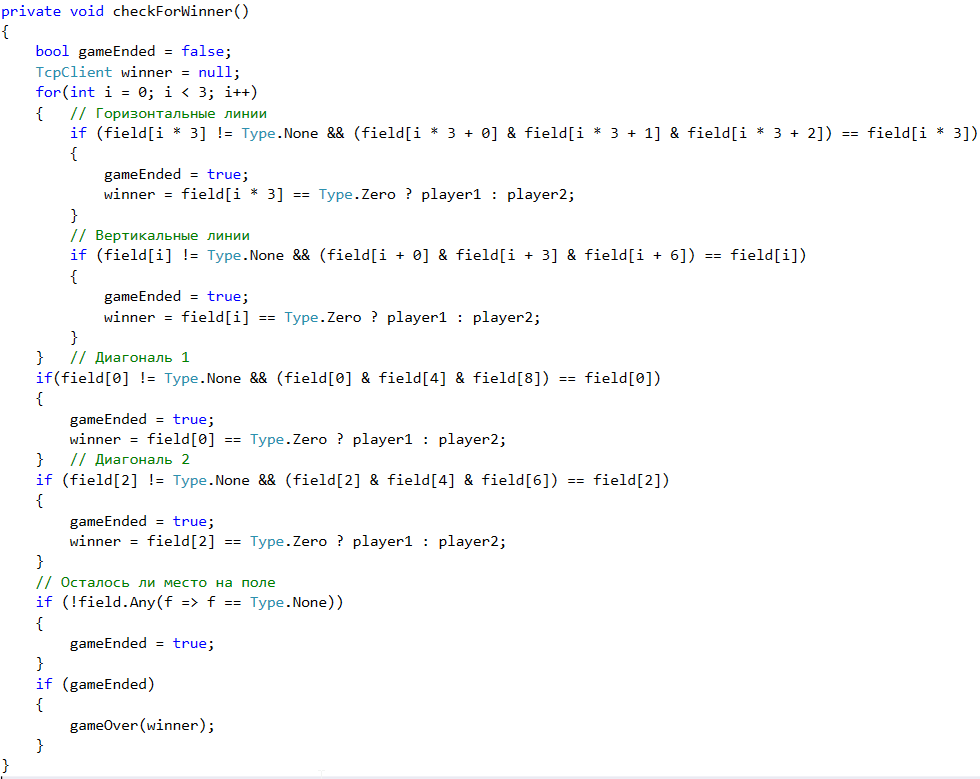 private void checkForWinner()
{
    bool gameEnded = false;
    TcpClient winner = null;
    for(int i = 0; i < 3; i++)
    {   // Горизонтальные линии
        if (field[i * 3] != Type.None && (field[i * 3 + 0] & field[i * 3 + 1] & field[i * 3 + 2]) == field[i * 3])
        {
            gameEnded = true;
            winner = field[i * 3] == Type.Zero ? player1 : player2;
        }
        // Вертикальные линии
        if (field[i] != Type.None && (field[i + 0] & field[i + 3] & field[i + 6]) == field[i])
        {
            gameEnded = true;
            winner = field[i] == Type.Zero ? player1 : player2;
        }
    }   // Диагональ 1
    if(field[0] != Type.None && (field[0] & field[4] & field[8]) == field[0])
    {
        gameEnded = true;
        winner = field[0] == Type.Zero ? player1 : player2;
    }   // Диагональ 2
    if (field[2] != Type.None && (field[2] & field[4] & field[6]) == field[2])
    {
        gameEnded = true;
        winner = field[2] == Type.Zero ? player1 : player2;
    }
    // Осталось ли место на поле
    if (!field.Any(f => f == Type.None))
    {
        gameEnded = true;
    }
    if (gameEnded)
    {
        gameOver(winner);
    }
}